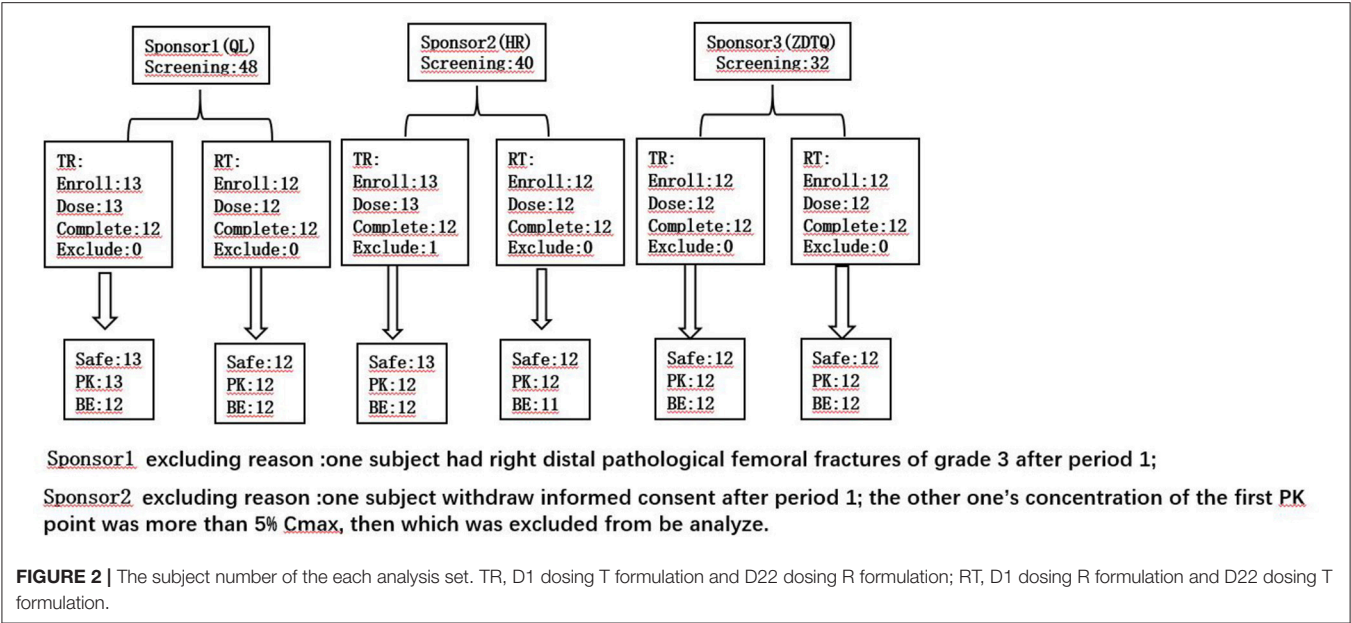 Sponsor1(QL)
Screening:48
Sponsor2(HR)
Screening:40
Sponsor3(ZDTQ)
Screening:32
TR:
Enroll:13
Dose:13
Complete:12
Exclude:0
RT:
Enroll:12
Dose:12
Complete:12
Exclude:0
TR:
Enroll:13
Dose:13
Complete:12
Exclude:1
RT:
Enroll:12
Dose:12
Complete:12
Exclude:0
TR:
Enroll:12
Dose:12
Complete:12
Exclude:0
RT:
Enroll:12
Dose:12
Complete:12
Exclude:0
Safe:13
PK:13
BE:12
Safe:12
PK:12
BE:12
Safe:13
PK:12
BE:12
Safe:12
PK:12
BE:11
Safe:12
PK:12
BE:12
Safe:12
PK:12
BE:12
Sponsor1 excluding reason :one subject had right distal pathological femoral fractures of grade 3 after period 1;
Sponsor2 excluding reason :one subject withdraw informed consent after period 1; the other one's concentration of the first PK
point was more than 5% Cmax, then which was excluded from be analyze.
FIGURE 2 | The subject number of the each analysis set. TR, D1 dosing T formulation and D22 dosing R formulation; RT, D1 dosing R formulation and D22 dosing T
formulation.